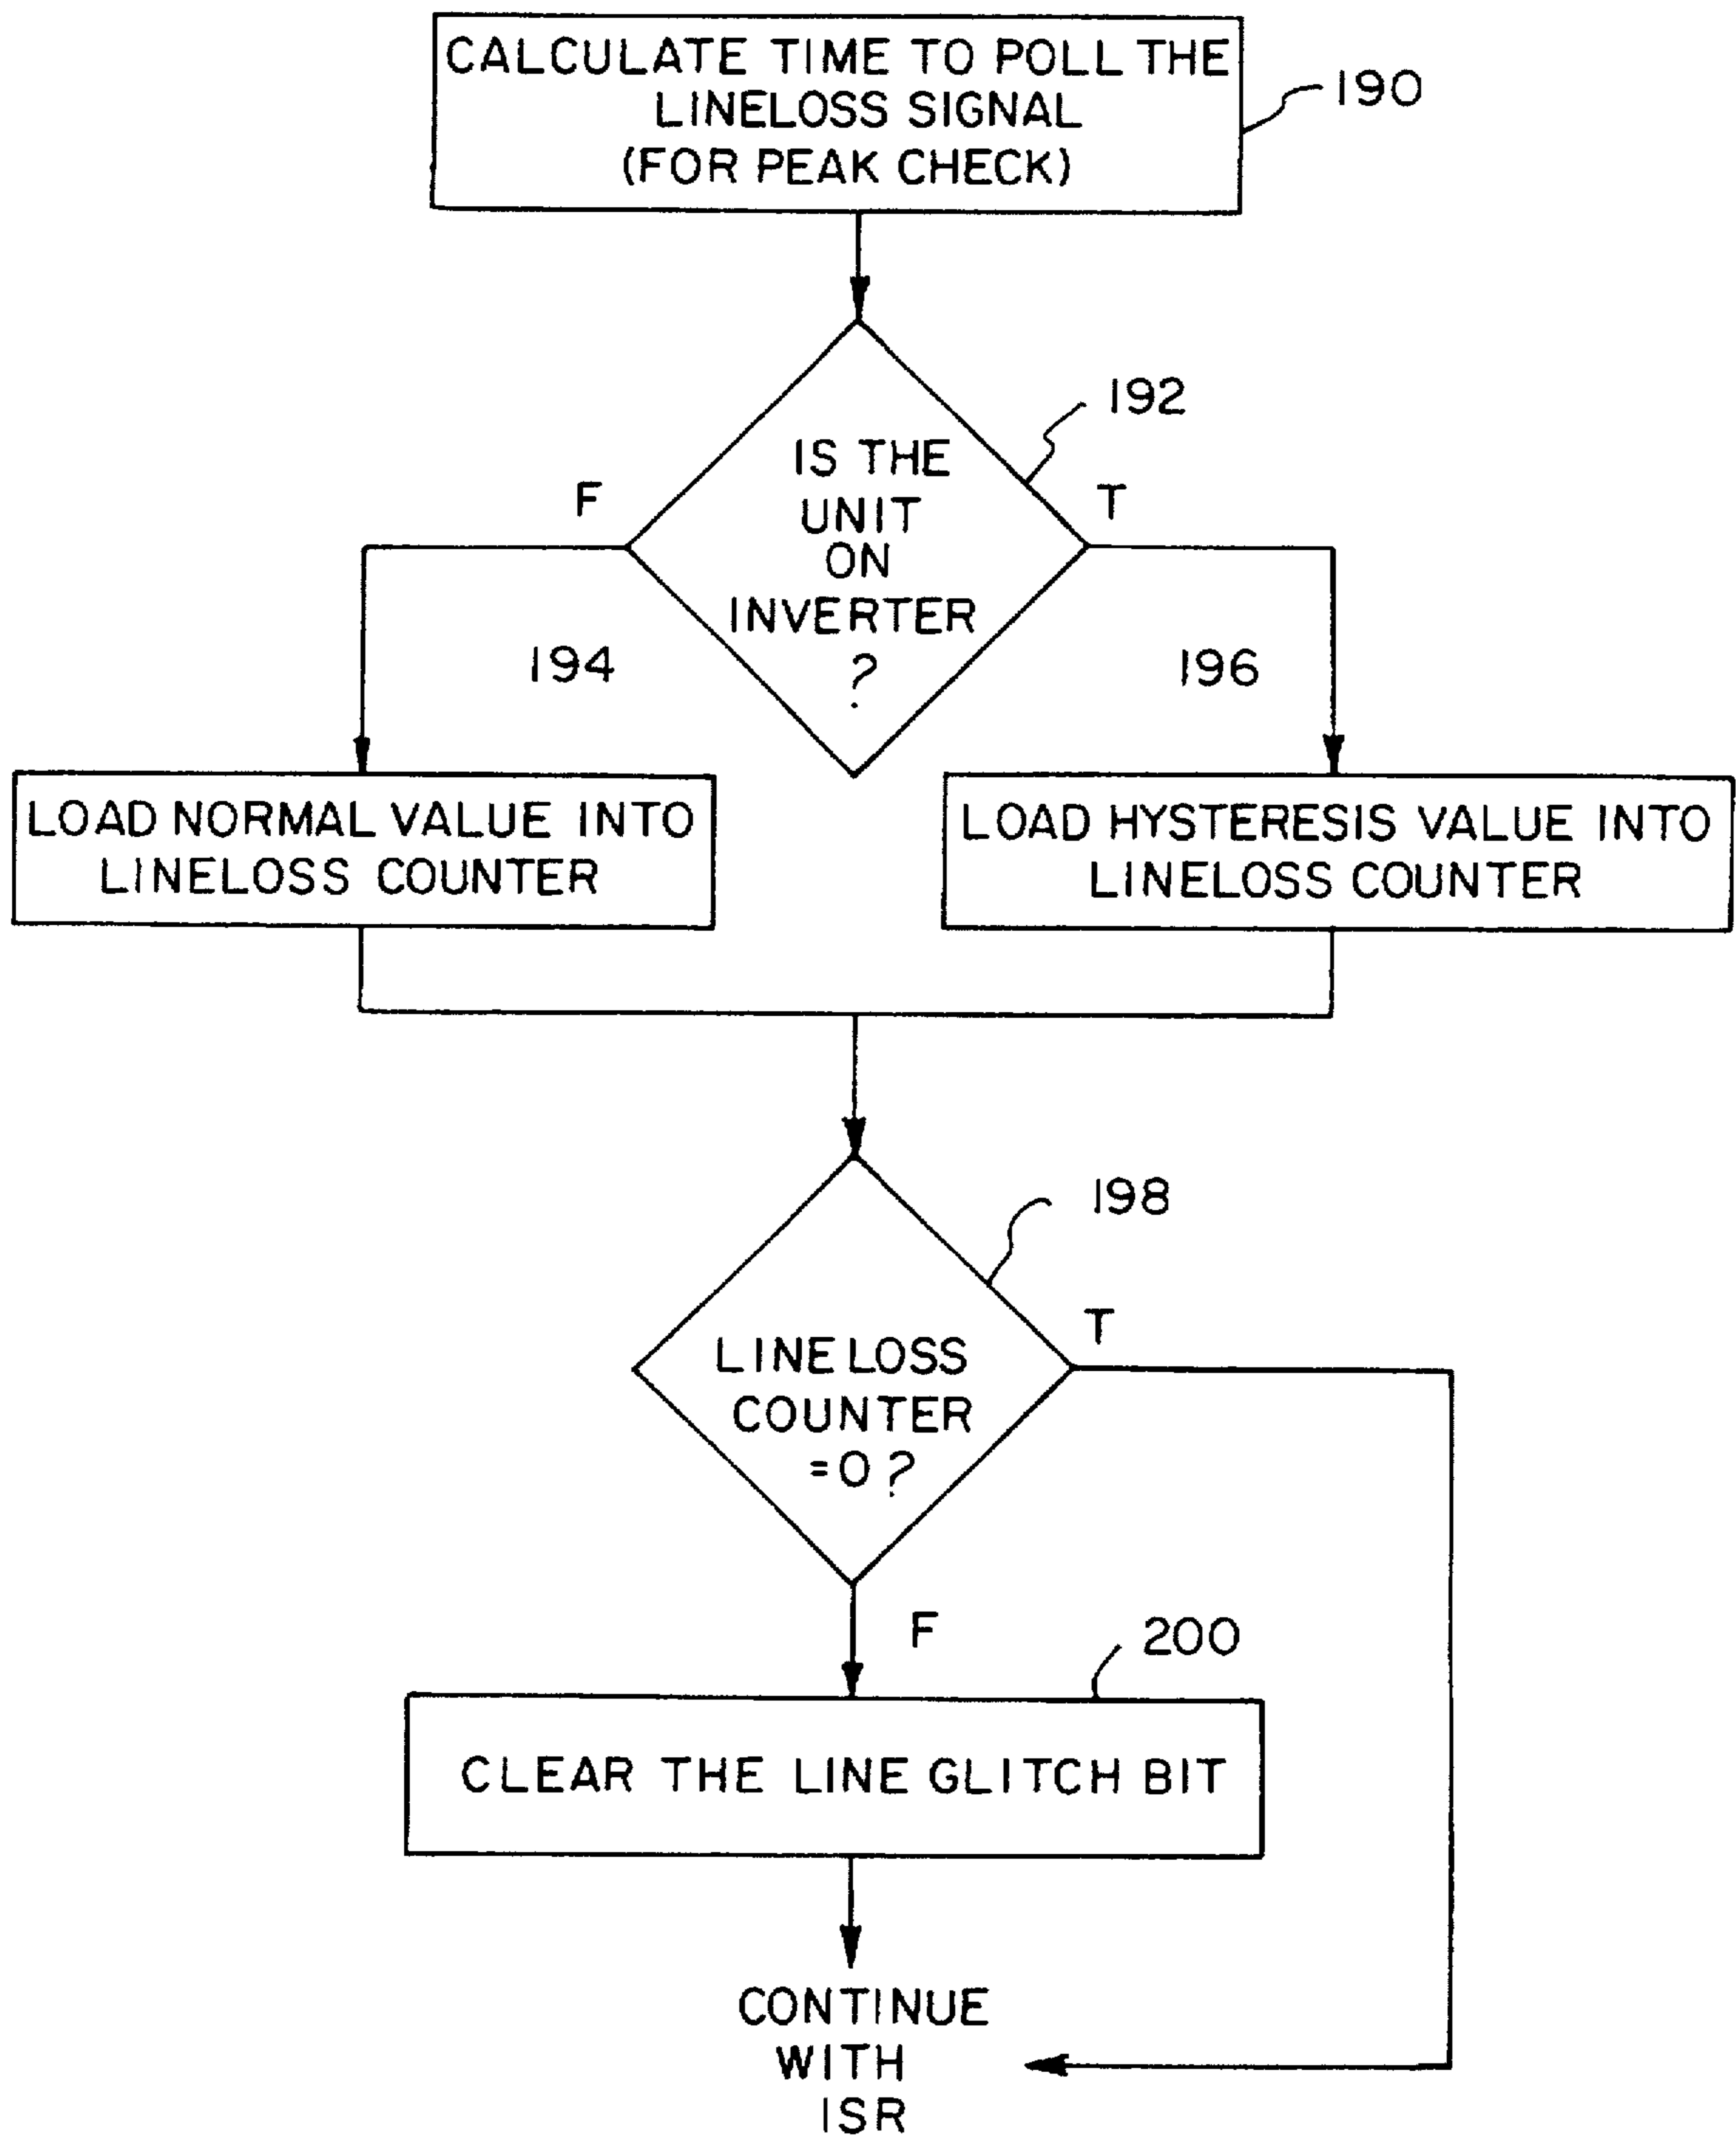 CALCULATE TIME TO POLL THE
LINELOSS SIGNAL
(FOR PEAK CHECK)
190
192
IS THE
UNIT
ON
INVERTER
?
F
T
194
196
LOAD NORMAL VALUE INTO
LINELOSS COUNTER
LOAD HYSTERESIS VALUE INTO
LINELOSS COUNTER
198
T
LINELOSS
COUNTER
=0?
F
200
CLEAR THE LINE GLITCH BIT
CONTINUE
WITH
ISR